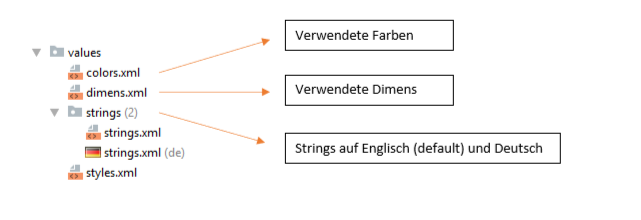 values
colors.xml
dimens.xml
strings (2)
strings.xml
strings.xml (de)
styles.xml
Verwendete Farben
Verwendete Dimens
Strings auf Englisch (default) und Deutsch